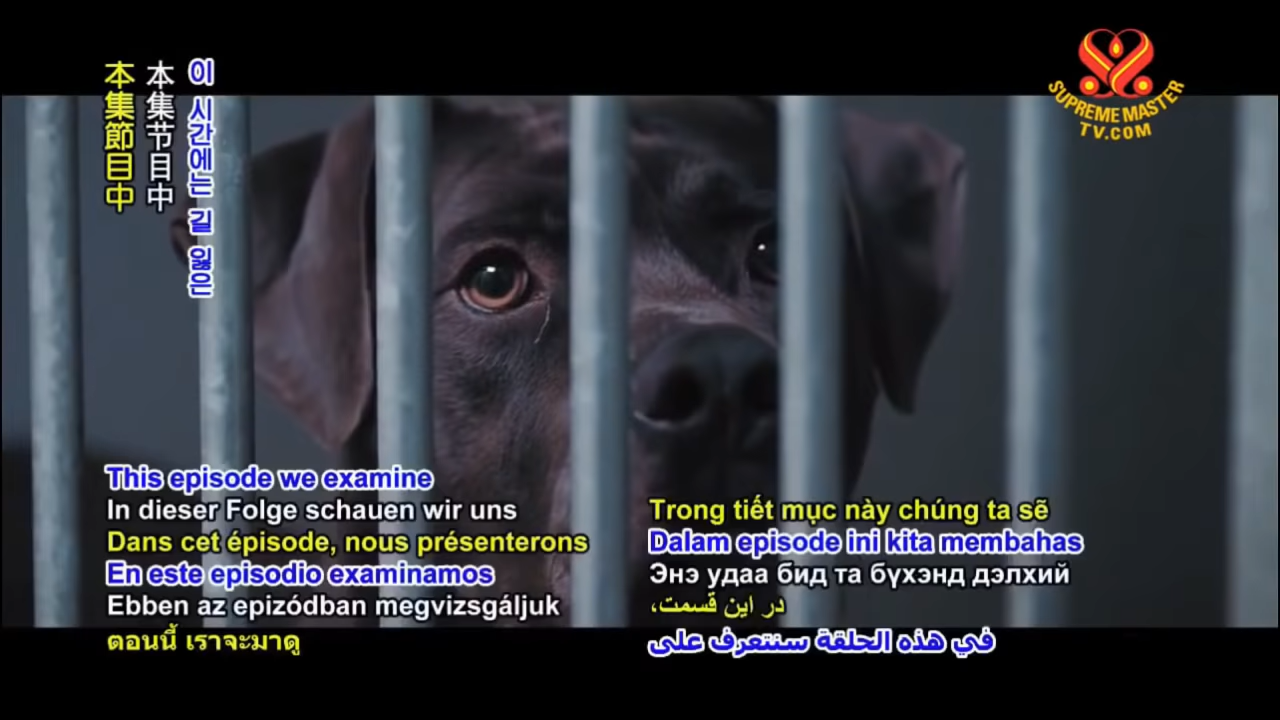 本集節目中
本集节目中
이 시간에는 길 잃은
SUPREME MASTER
TV.COM
This episode we examine
In dieser Folge schauen wir uns
Dans cet épisode, nous présenterons
En este episodio examinamos
Ebben az epizódban megvizsgáljuk
ตอนนี้ เราจะมาดู
Trong tiết mục này chúng ta sẽ
Dalam episode ini kita membahas
Энэ удаа бид та бүхэнд дэлхий
در این قسمت،
في هذه الحلقة سنتعرف على